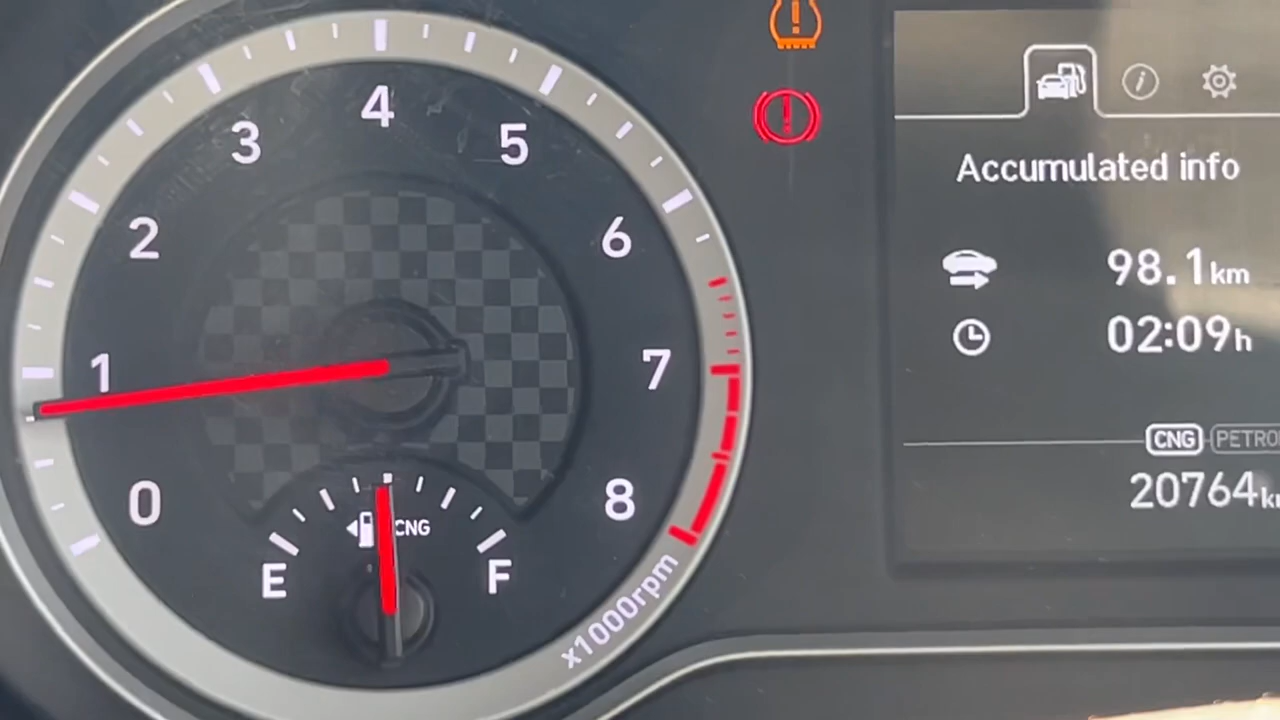 0
1
2
3
4
5
6
7
8
x1000rpm
E
CNG
F
Accumulated info
98.1km
02:09h
CNG
20764